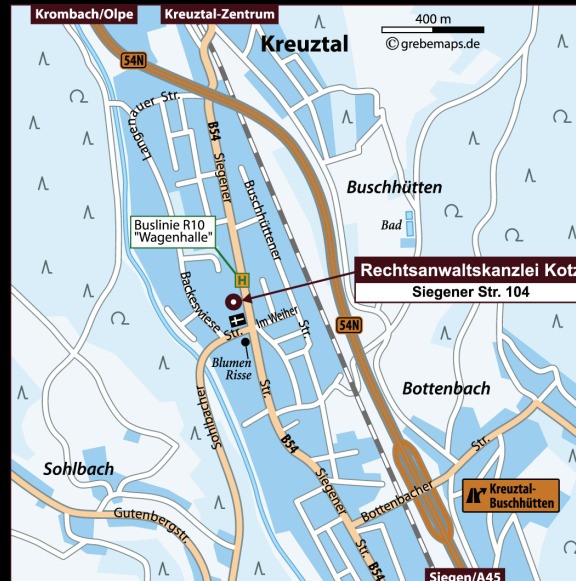 Krombach/Olpe
Kreuztal-Zentrum
400 m
© grebemaps.de
Kreuztal
54N
Langenauer Str.
B54
Siegener
Buschhüttener
Buschhütten
Bad
Buslinie R10
"Wagenhalle"
H
Rechtsanwaltskanzlei Kotz
Siegener Str. 104
Backeswiese
Str.
Im Weiher
Str.
54N
Blumen
Risse
Sohlbacher
Str.
Bottenbach
B54
Str.
Sohlbach
Siegener
Bottenbacher
Kreuztal-
Buschhütten
Gutenbergstr.
Str.
B54
Siegen/A45